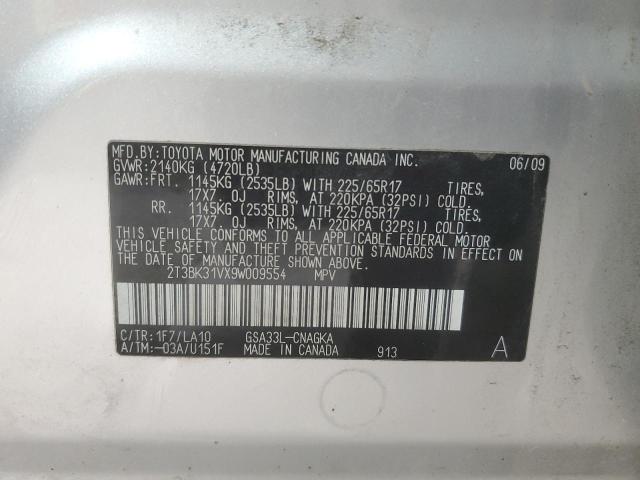 MFD.BY:TOYOTA MOTOR MANUFACTURING CANADA INC. 06/09
GVWR:2140KG (4720LB)
GAWR:FRT. 1145KG (2535LB) WITH 225/65R17 TIRES,
17X7 0J RIMS, AT 220KPA (32PSI) COLD.
RR. 1145KG (2535LB) WITH 225/65R17 TIRES,
17X7 0J RIMS, AT 220KPA (32PSI) COLD.
THIS VEHICLE CONFORMS TO ALL APPLICABLE FEDERAL MOTOR
VEHICLE SAFETY AND THEFT PREVENTION STANDARDS IN EFFECT ON
THE DATE OF MANUFACTURE SHOWN ABOVE.
2T3BK31VX9W009554 MPV
C/TR:1F7/LA10 GSA33L-CNAGKA
A/TM:-03A/U151F MADE IN CANADA 913 A